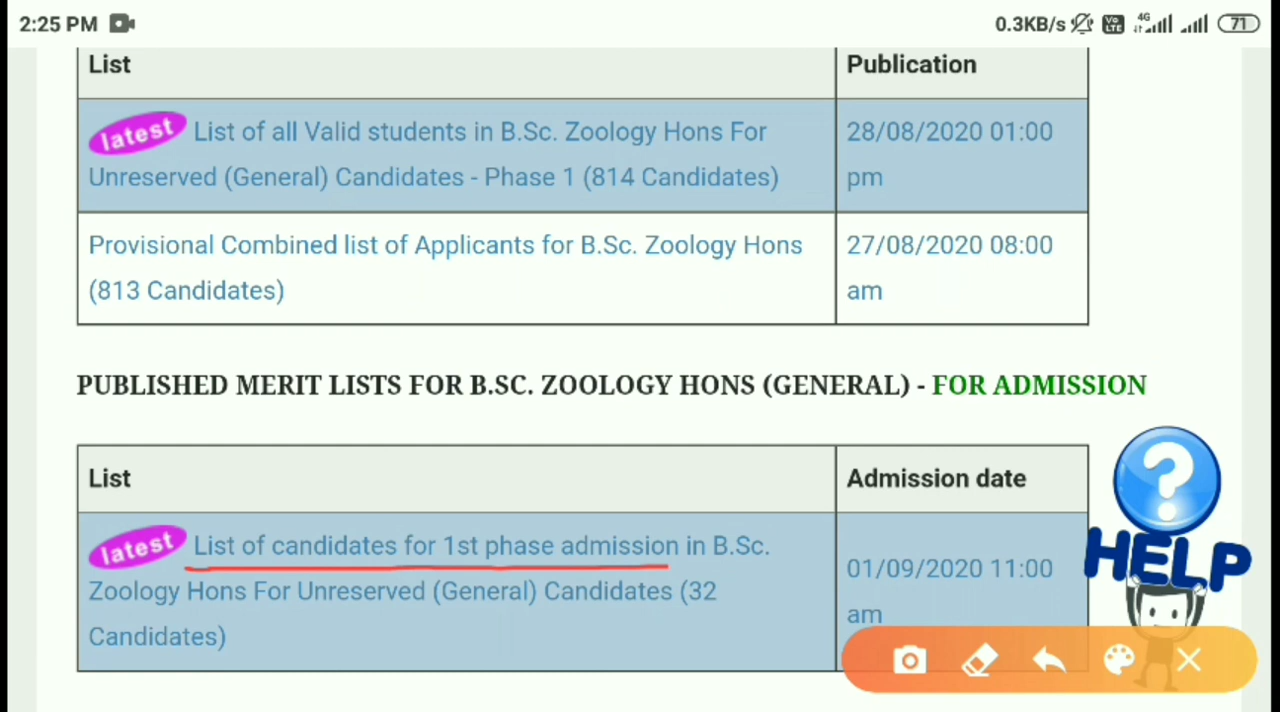 2:25 PM
0.3KB/s
Vo LTE
4G
71
List
Publication
latest List of all Valid students in B.Sc. Zoology Hons For
Unreserved (General) Candidates - Phase 1 (814 Candidates)
28/08/2020 01:00
pm
Provisional Combined list of Applicants for B.Sc. Zoology Hons
(813 Candidates)
27/08/2020 08:00
am
PUBLISHED MERIT LISTS FOR B.SC. ZOOLOGY HONS (GENERAL) - FOR ADMISSION
List
Admission date
latest List of candidates for 1st phase admission in B.Sc.
Zoology Hons For Unreserved (General) Candidates (32
Candidates)
01/09/2020 11:00
am
?
HELP